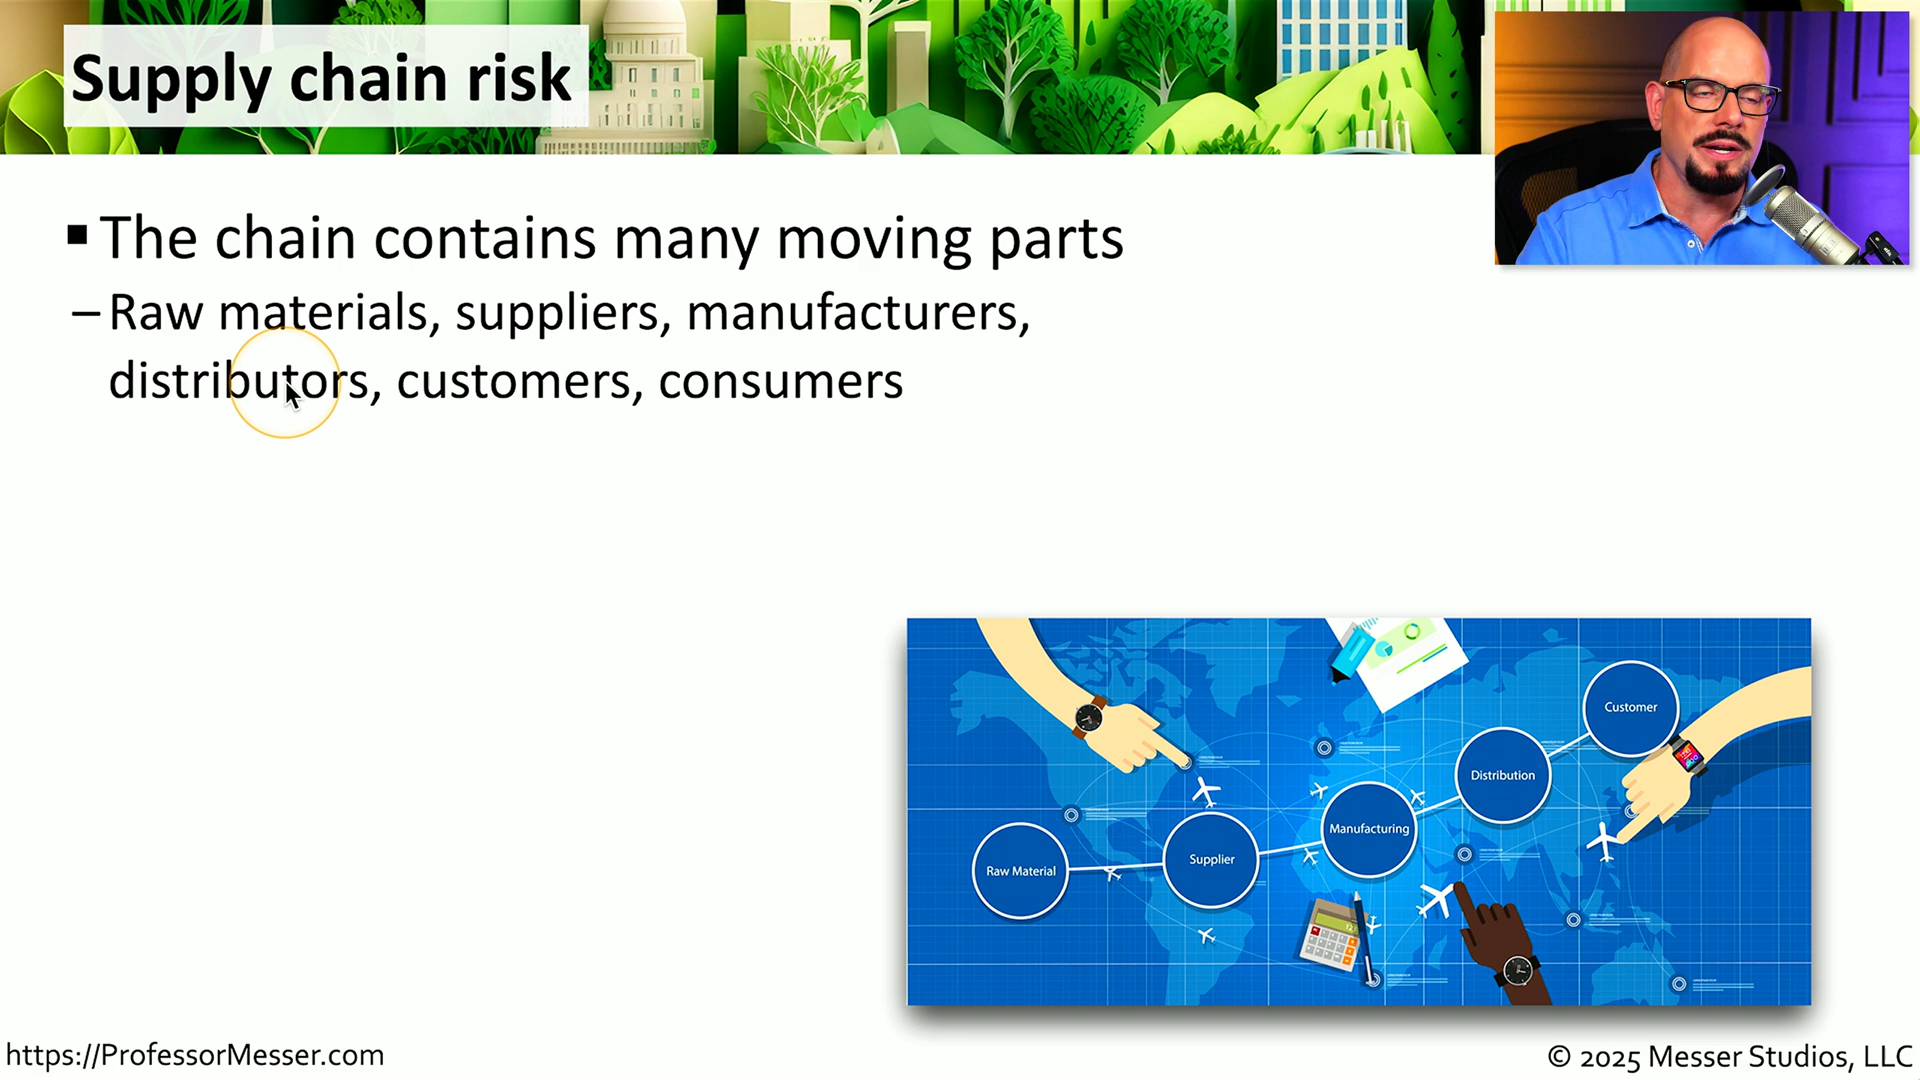 Supply chain risk
▪ The chain contains many moving parts
– Raw materials, suppliers, manufacturers,
distributors, customers, consumers
Customer
Distribution
Manufacturing
Supplier
Raw Material
https://ProfessorMesser.com
© 2025 Messer Studios, LLC